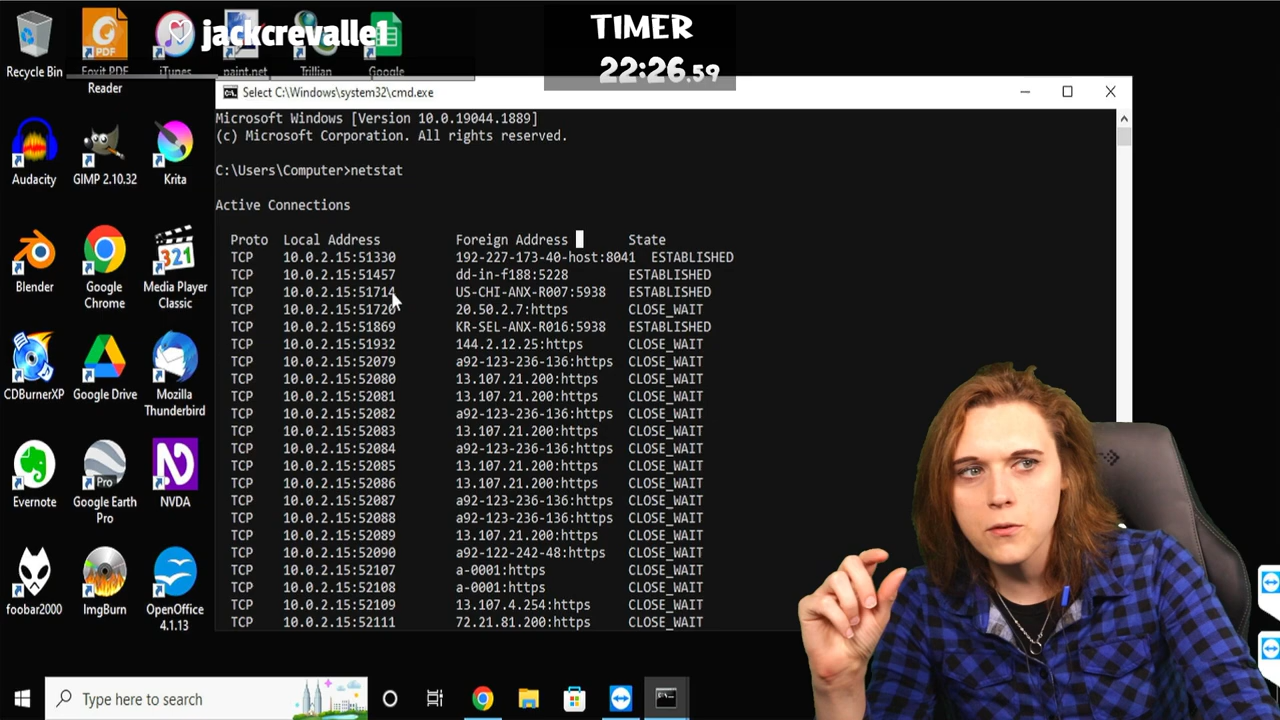 jackcrevalle1
TIMER
22:26.59
Recycle Bin
Foxit PDF
Reader
iTunes
paint.net
Trillian
Google
PDF
Select C:\Windows\system32\cmd.exe
Microsoft Windows [Version 10.0.19044.1889]
(c) Microsoft Corporation. All rights reserved.
C:\Users\Computer>netstat
Active Connections
Proto Local Address Foreign Address State
TCP 10.0.2.15:51330 192-227-173-40-host:8041 ESTABLISHED
TCP 10.0.2.15:51457 dd-in-f188:5228 ESTABLISHED
TCP 10.0.2.15:51714 US-CHI-ANX-R007:5938 ESTABLISHED
TCP 10.0.2.15:51720 20.50.2.7:https CLOSE_WAIT
TCP 10.0.2.15:51869 KR-SEL-ANX-R016:5938 ESTABLISHED
TCP 10.0.2.15:51932 144.2.12.25:https CLOSE_WAIT
TCP 10.0.2.15:52079 a92-123-236-136:https CLOSE_WAIT
TCP 10.0.2.15:52080 13.107.21.200:https CLOSE_WAIT
TCP 10.0.2.15:52081 13.107.21.200:https CLOSE_WAIT
TCP 10.0.2.15:52082 a92-123-236-136:https CLOSE_WAIT
TCP 10.0.2.15:52083 13.107.21.200:https CLOSE_WAIT
TCP 10.0.2.15:52084 a92-123-236-136:https CLOSE_WAIT
TCP 10.0.2.15:52085 13.107.21.200:https CLOSE_WAIT
TCP 10.0.2.15:52086 13.107.21.200:https CLOSE_WAIT
TCP 10.0.2.15:52087 a92-123-236-136:https CLOSE_WAIT
TCP 10.0.2.15:52088 a92-123-236-136:https CLOSE_WAIT
TCP 10.0.2.15:52089 13.107.21.200:https CLOSE_WAIT
TCP 10.0.2.15:52090 a92-122-242-48:https CLOSE_WAIT
TCP 10.0.2.15:52107 a-0001:https CLOSE_WAIT
TCP 10.0.2.15:52108 a-0001:https CLOSE_WAIT
TCP 10.0.2.15:52109 13.107.4.254:https CLOSE_WAIT
TCP 10.0.2.15:52111 72.21.81.200:https CLOSE_WAIT
Audacity
GIMP 2.10.32
Krita
321
Blender
Google
Chrome
Media Player
Classic
CDBurnerXP
Google Drive
Mozilla
Thunderbird
Pro
Evernote
Google Earth
Pro
NVDA
foobar2000
ImgBurn
OpenOffice
4.1.13
Type here to search